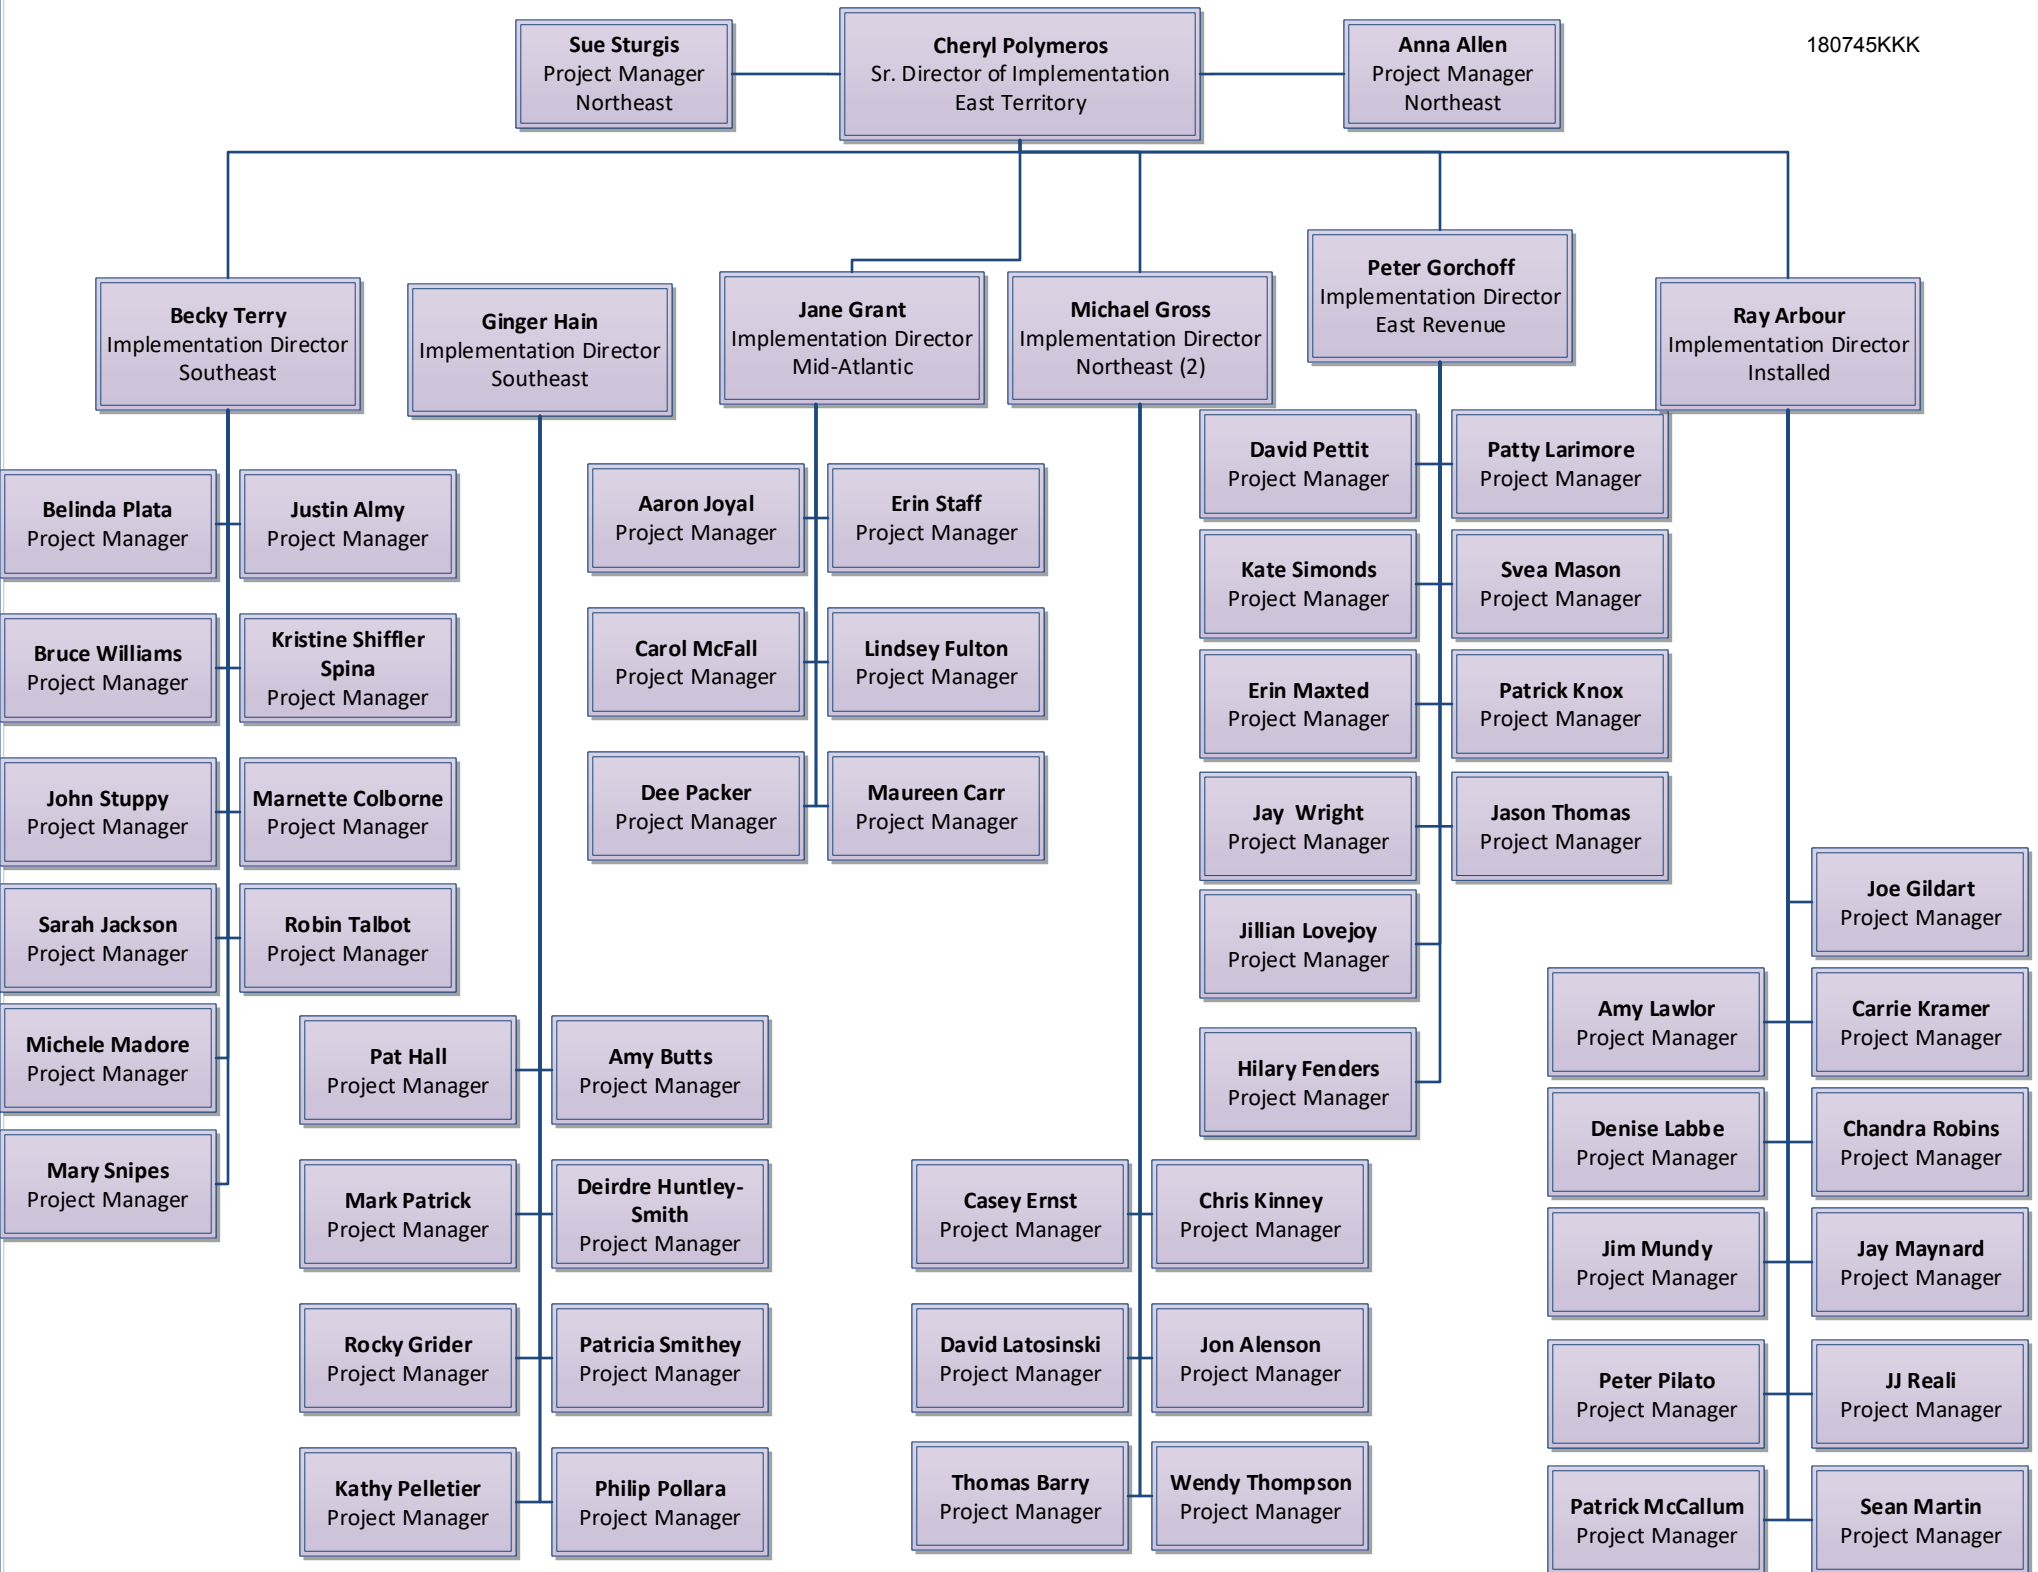 Sue Sturgis
Project Manager
Northeast
Cheryl Polymeros
Sr. Director of Implementation
East Territory
Anna Allen
Project Manager
Northeast
180745KKK
Becky Terry
Implementation Director
Southeast
Ginger Hain
Implementation Director
Southeast
Jane Grant
Implementation Director
Mid-Atlantic
Michael Gross
Implementation Director
Northeast (2)
Peter Gorchoff
Implementation Director
East Revenue
Ray Arbour
Implementation Director
Installed
Belinda Plata
Project Manager
Justin Almy
Project Manager
Bruce Williams
Project Manager
Kristine Shiffler
Spina
Project Manager
John Stuppy
Project Manager
Marnette Colborne
Project Manager
Sarah Jackson
Project Manager
Robin Talbot
Project Manager
Michele Madore
Project Manager
Mary Snipes
Project Manager
Pat Hall
Project Manager
Amy Butts
Project Manager
Mark Patrick
Project Manager
Deirdre Huntley-
Smith
Project Manager
Rocky Grider
Project Manager
Patricia Smithey
Project Manager
Kathy Pelletier
Project Manager
Philip Pollara
Project Manager
Aaron Joyal
Project Manager
Erin Staff
Project Manager
Carol McFall
Project Manager
Lindsey Fulton
Project Manager
Dee Packer
Project Manager
Maureen Carr
Project Manager
Casey Ernst
Project Manager
Chris Kinney
Project Manager
David Latosinski
Project Manager
Jon Alenson
Project Manager
Thomas Barry
Project Manager
Wendy Thompson
Project Manager
David Pettit
Project Manager
Patty Larimore
Project Manager
Kate Simonds
Project Manager
Svea Mason
Project Manager
Erin Maxted
Project Manager
Patrick Knox
Project Manager
Jay  Wright
Project Manager
Jason Thomas
Project Manager
Jillian Lovejoy
Project Manager
Hilary Fenders
Project Manager
Joe Gildart
Project Manager
Amy Lawlor
Project Manager
Carrie Kramer
Project Manager
Denise Labbe
Project Manager
Chandra Robins
Project Manager
Jim Mundy
Project Manager
Jay Maynard
Project Manager
Peter Pilato
Project Manager
JJ Reali
Project Manager
Patrick McCallum
Project Manager
Sean Martin
Project Manager